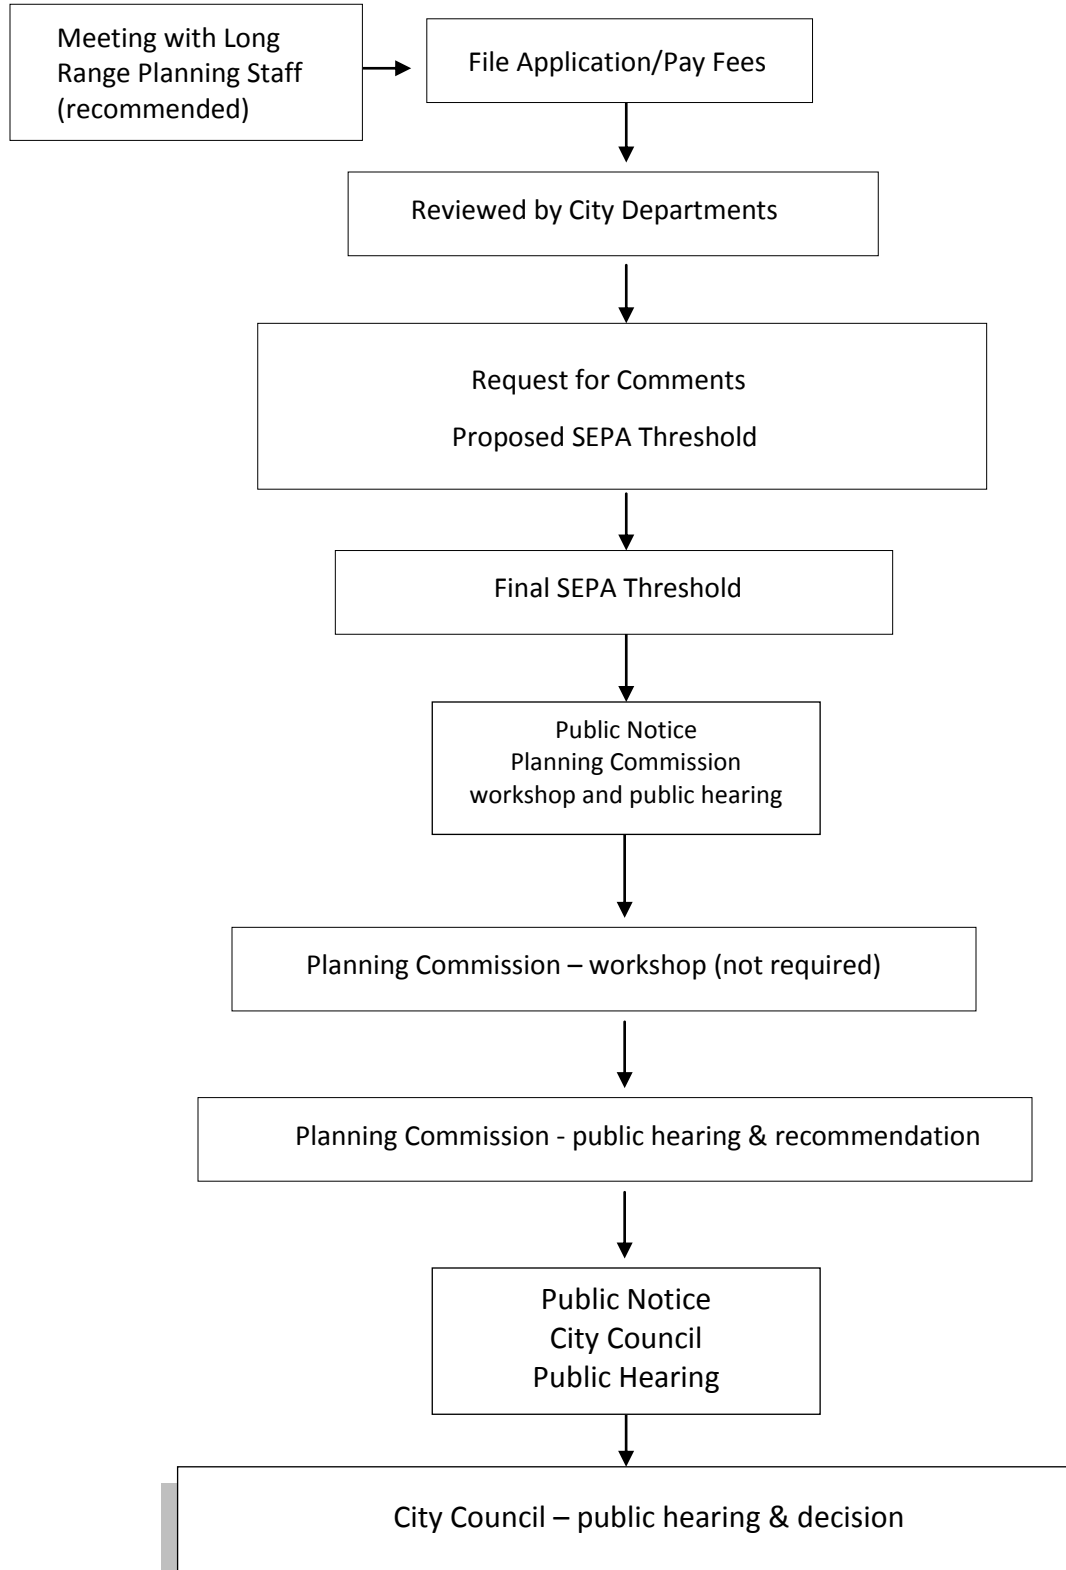 Meeting with Long
Range Planning Staff
(recommended)
File Application/Pay Fees
Reviewed by City Departments
Request for Comments
Proposed SEPA Threshold
Final SEPA Threshold
Public Notice
Planning Commission
workshop and public hearing
Planning Commission – workshop (not required)
Planning Commission - public hearing & recommendation
Public Notice
City Council
Public Hearing
City Council – public hearing & decision